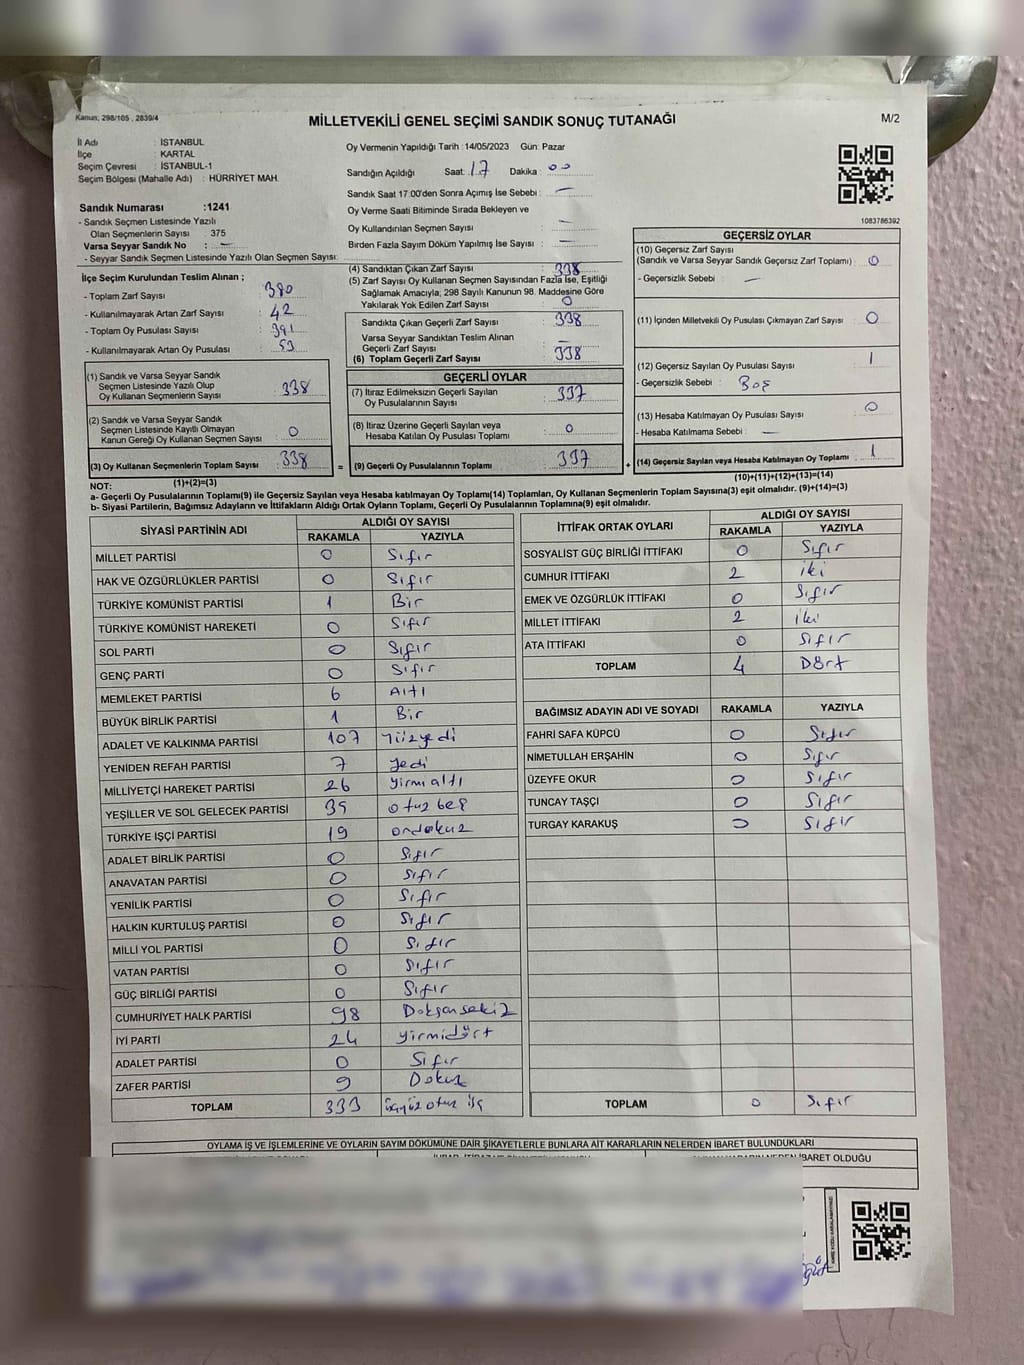 Kanun; 298/105 , 2839/4
MİLLETVEKİLİ GENEL SEÇİMİ SANDIK SONUÇ TUTANAĞI
M/2
İl Adı : İSTANBUL
İlçe : KARTAL
Seçim Çevresi : İSTANBUL-1
Seçim Bölgesi (Mahalle Adı) : HÜRRİYET MAH.
Sandık Numarası :1241
- Sandık Seçmen Listesinde Yazılı
Olan Seçmenlerin Sayısı 375
Varsa Seyyar Sandık No : —
- Seyyar Sandık Seçmen Listesinde Yazılı Olan Seçmen Sayısı:
Oy Vermenin Yapıldığı Tarih :14/05/2023 Gün: Pazar
Sandığın Açıldığı Saat: 17 Dakika : 00
Sandık Saat 17:00'den Sonra Açımış İse Sebebi : —
Oy Verme Saati Bitiminde Sırada Bekleyen ve
Oy Kullandırılan Seçmen Sayısı : —
Birden Fazla Sayım Döküm Yapılmış İse Sayısı : —
1083786392
İlçe Seçim Kurulundan Teslim Alınan ;
- Toplam Zarf Sayısı : 380
- Kullanılmayarak Artan Zarf Sayısı : 42
- Toplam Oy Pusulası Sayısı : 391
- Kullanılmayarak Artan Oy Pusulası : 53
(1) Sandık ve Varsa Seyyar Sandık
Seçmen Listesinde Yazılı Olup
Oy Kullanan Seçmenlerin Sayısı : 338
(2) Sandık ve Varsa Seyyar Sandık
Seçmen Listesinde Kayıtlı Olmayan
Kanun Gereği Oy Kullanan Seçmen Sayısı : 0
(3) Oy Kullanan Seçmenlerin Toplam Sayısı : 338
(4) Sandıktan Çıkan Zarf Sayısı : 338
(5) Zarf Sayısı Oy Kullanan Seçmen Sayısından Fazla İse, Eşitliği
Sağlamak Amacıyla, 298 Sayılı Kanunun 98. Maddesine Göre
Yakılarak Yok Edilen Zarf Sayısı : 0
Sandıkta Çıkan Geçerli Zarf Sayısı : 338
Varsa Seyyar Sandıktan Teslim Alınan
Geçerli Zarf Sayısı : —
(6) Toplam Geçerli Zarf Sayısı : 338
GEÇERLİ OYLAR
(7) İtiraz Edilmeksizin Geçerli Sayılan
Oy Pusulalarının Sayısı : 337
(8) İtiraz Üzerine Geçerli Sayılan veya
Hesaba Katılan Oy Pusulası Toplamı : 0
= (9) Geçerli Oy Pusulalarının Toplamı : 337
GEÇERSİZ OYLAR
(10) Geçersiz Zarf Sayısı
(Sandık ve Varsa Seyyar Sandık Geçersiz Zarf Toplamı) : 0
- Geçersizlik Sebebi : —
(11) İçinden Milletvekili Oy Pusulası Çıkmayan Zarf Sayısı : 0
(12) Geçersiz Sayılan Oy Pusulası Sayısı : 1
- Geçersizlik Sebebi : Boş
(13) Hesaba Katılmayan Oy Pusulası Sayısı : 0
- Hesaba Katılmama Sebebi : —
+ (14) Geçersiz Sayılan veya Hesaba Katılmayan Oy Toplamı : 1
NOT: (1)+(2)=(3)
(10)+(11)+(12)+(13)=(14)
a- Geçerli Oy Pusulalarının Toplamı(9) ile Geçersiz Sayılan veya Hesaba katılmayan Oy Toplamı(14) Toplamları, Oy Kullanan Seçmenlerin Toplam Sayısına(3) eşit olmalıdır. (9)+(14)=(3)
b- Siyasi Partilerin, Bağımsız Adayların ve İttifakların Aldığı Ortak Oyların Toplamı, Geçerli Oy Pusulalarının Toplamına(9) eşit olmalıdır.
SİYASİ PARTİNİN ADI ALDIĞI OY SAYISI
RAKAMLA YAZIYLA
MİLLET PARTİSİ 0 Sıfır
HAK VE ÖZGÜRLÜKLER PARTİSİ 0 Sıfır
TÜRKİYE KOMÜNİST PARTİSİ 1 Bir
TÜRKİYE KOMÜNİST HAREKETİ 0 Sıfır
SOL PARTİ 0 Sıfır
GENÇ PARTİ 0 Sıfır
MEMLEKET PARTİSİ 6 Altı
BÜYÜK BİRLİK PARTİSİ 1 Bir
ADALET VE KALKINMA PARTİSİ 107 Yüzyedi
YENİDEN REFAH PARTİSİ 7 Yedi
MİLLİYETÇİ HAREKET PARTİSİ 26 yirmialtı
YEŞİLLER VE SOL GELECEK PARTİSİ 35 otuzbeş
TÜRKİYE İŞÇİ PARTİSİ 19 ondokuz
ADALET BİRLİK PARTİSİ 0 Sıfır
ANAVATAN PARTİSİ 0 Sıfır
YENİLİK PARTİSİ 0 Sıfır
HALKIN KURTULUŞ PARTİSİ 0 Sıfır
MİLLİ YOL PARTİSİ 0 Sıfır
VATAN PARTİSİ 0 Sıfır
GÜÇ BİRLİĞİ PARTİSİ 0 Sıfır
CUMHURİYET HALK PARTİSİ 98 Doksansekiz
İYİ PARTİ 24 yirmidört
ADALET PARTİSİ 0 Sıfır
ZAFER PARTİSİ 9 Dokuz
TOPLAM 333 üçyüz otuz üç
İTTİFAK ORTAK OYLARI ALDIĞI OY SAYISI
RAKAMLA YAZIYLA
SOSYALİST GÜÇ BİRLİĞİ İTTİFAKI 0 Sıfır
CUMHUR İTTİFAKI 2 iki
EMEK VE ÖZGÜRLÜK İTTİFAKI 0 Sıfır
MİLLET İTTİFAKI 2 iki
ATA İTTİFAKI 0 Sıfır
TOPLAM 4 Dört
BAĞIMSIZ ADAYIN ADI VE SOYADI RAKAMLA YAZIYLA
FAHRİ SAFA KÜPCÜ 0 Sıfır
NİMETULLAH ERŞAHİN 0 Sıfır
ÜZEYFE OKUR 0 Sıfır
TUNCAY TAŞÇI 0 Sıfır
TURGAY KARAKUŞ 0 Sıfır
TOPLAM 0 Sıfır
OYLAMA İŞ VE İŞLEMLERİNE VE OYLARIN SAYIM DÖKÜMÜNE DAİR ŞİKAYETLERLE BUNLARA AİT KARARLARIN NELERDEN İBARET BULUNDUKLARI
İBARET OLDUĞU